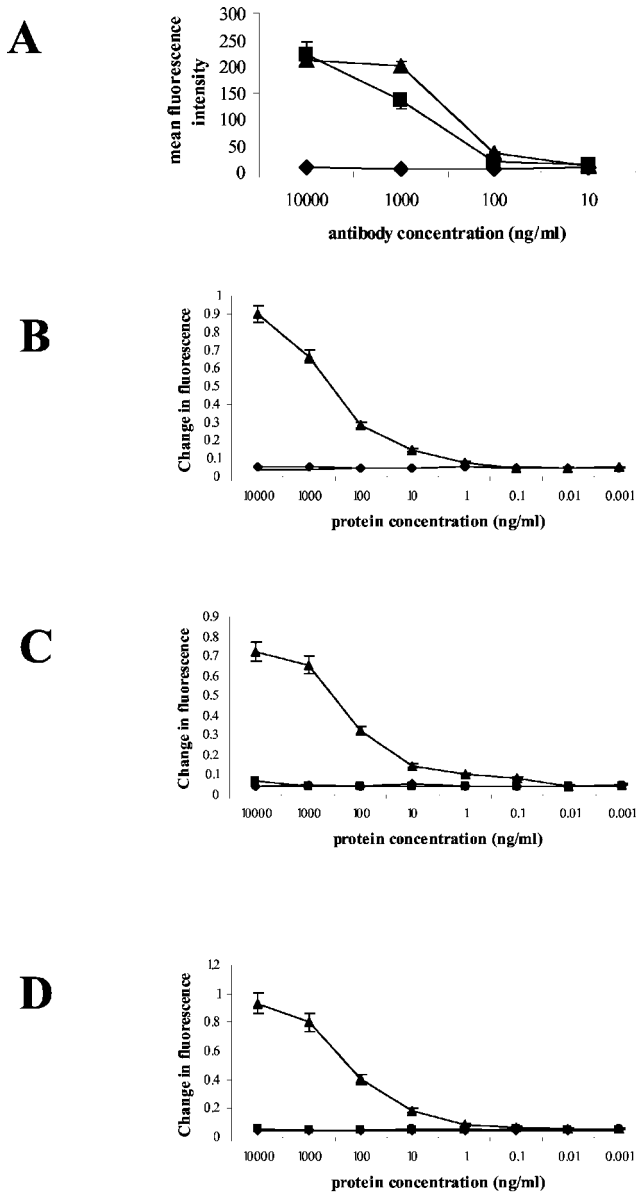 A
300
250
200
150
100
50
0
mean fluorescence
intensity
10000 1000 100 10
antibody concentration (ng/ml)
B
1
0.9
0.8
0.7
0.6
0.5
0.4
0.3
0.2
0.1
0
Change in fluorescence
10000 1000 100 10 1 0.1 0.01 0.001
protein concentration (ng/ml)
C
0.9
0.8
0.7
0.6
0.5
0.4
0.3
0.2
0.1
0
Change in fluorescence
10000 1000 100 10 1 0.1 0.01 0.001
protein concentration (ng/ml)
D
1.2
1
0.8
0.6
0.4
0.2
0
Change in fluorescence
10000 1000 100 10 1 0.1 0.01 0.001
protein concentration (ng/ml)